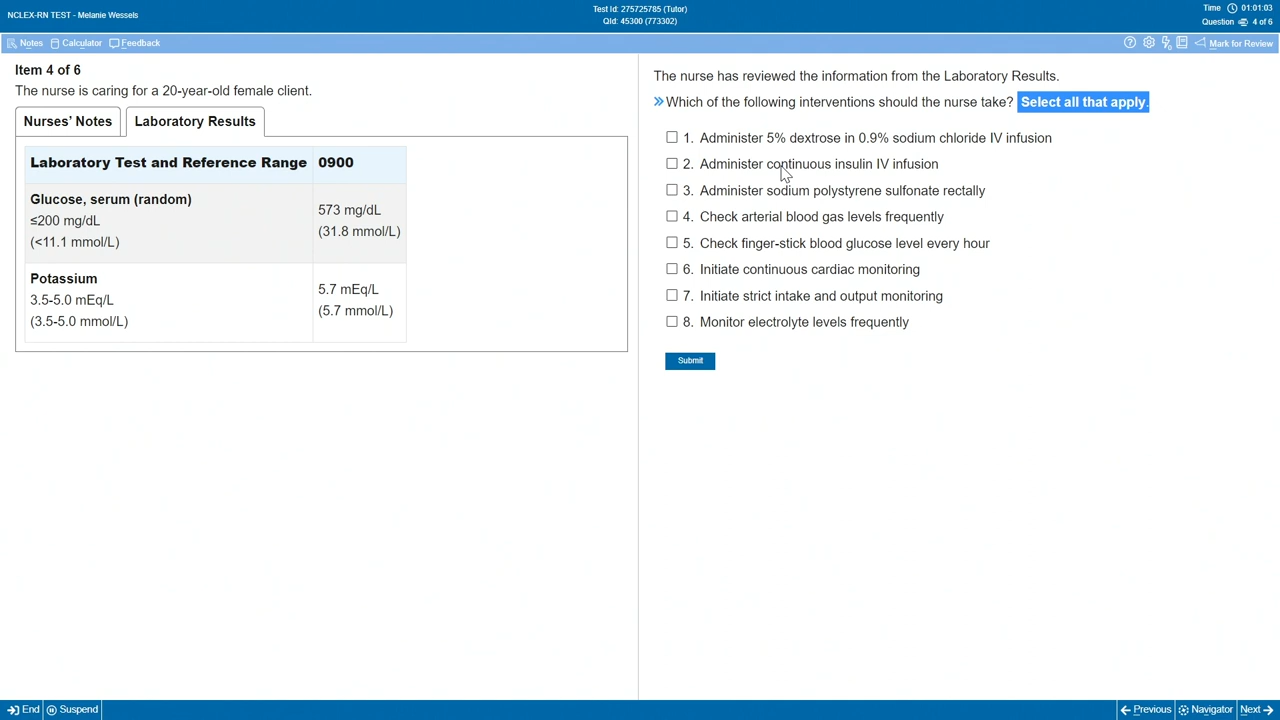 NCLEX-RN TEST - Melanie Wessels
Test Id: 275725785 (Tutor)
QId: 45300 (773302)
Time 01:01:03
Question 4 of 6
Notes Calculator Feedback
Mark for Review
Item 4 of 6
The nurse is caring for a 20-year-old female client.
Nurses' Notes Laboratory Results
Laboratory Test and Reference Range 0900
Glucose, serum (random)
≤200 mg/dL
(<11.1 mmol/L)
573 mg/dL
(31.8 mmol/L)
Potassium
3.5-5.0 mEq/L
(3.5-5.0 mmol/L)
5.7 mEq/L
(5.7 mmol/L)
The nurse has reviewed the information from the Laboratory Results.
Which of the following interventions should the nurse take? Select all that apply.
1. Administer 5% dextrose in 0.9% sodium chloride IV infusion
2. Administer continuous insulin IV infusion
3. Administer sodium polystyrene sulfonate rectally
4. Check arterial blood gas levels frequently
5. Check finger-stick blood glucose level every hour
6. Initiate continuous cardiac monitoring
7. Initiate strict intake and output monitoring
8. Monitor electrolyte levels frequently
Submit
End Suspend
Previous Navigator Next